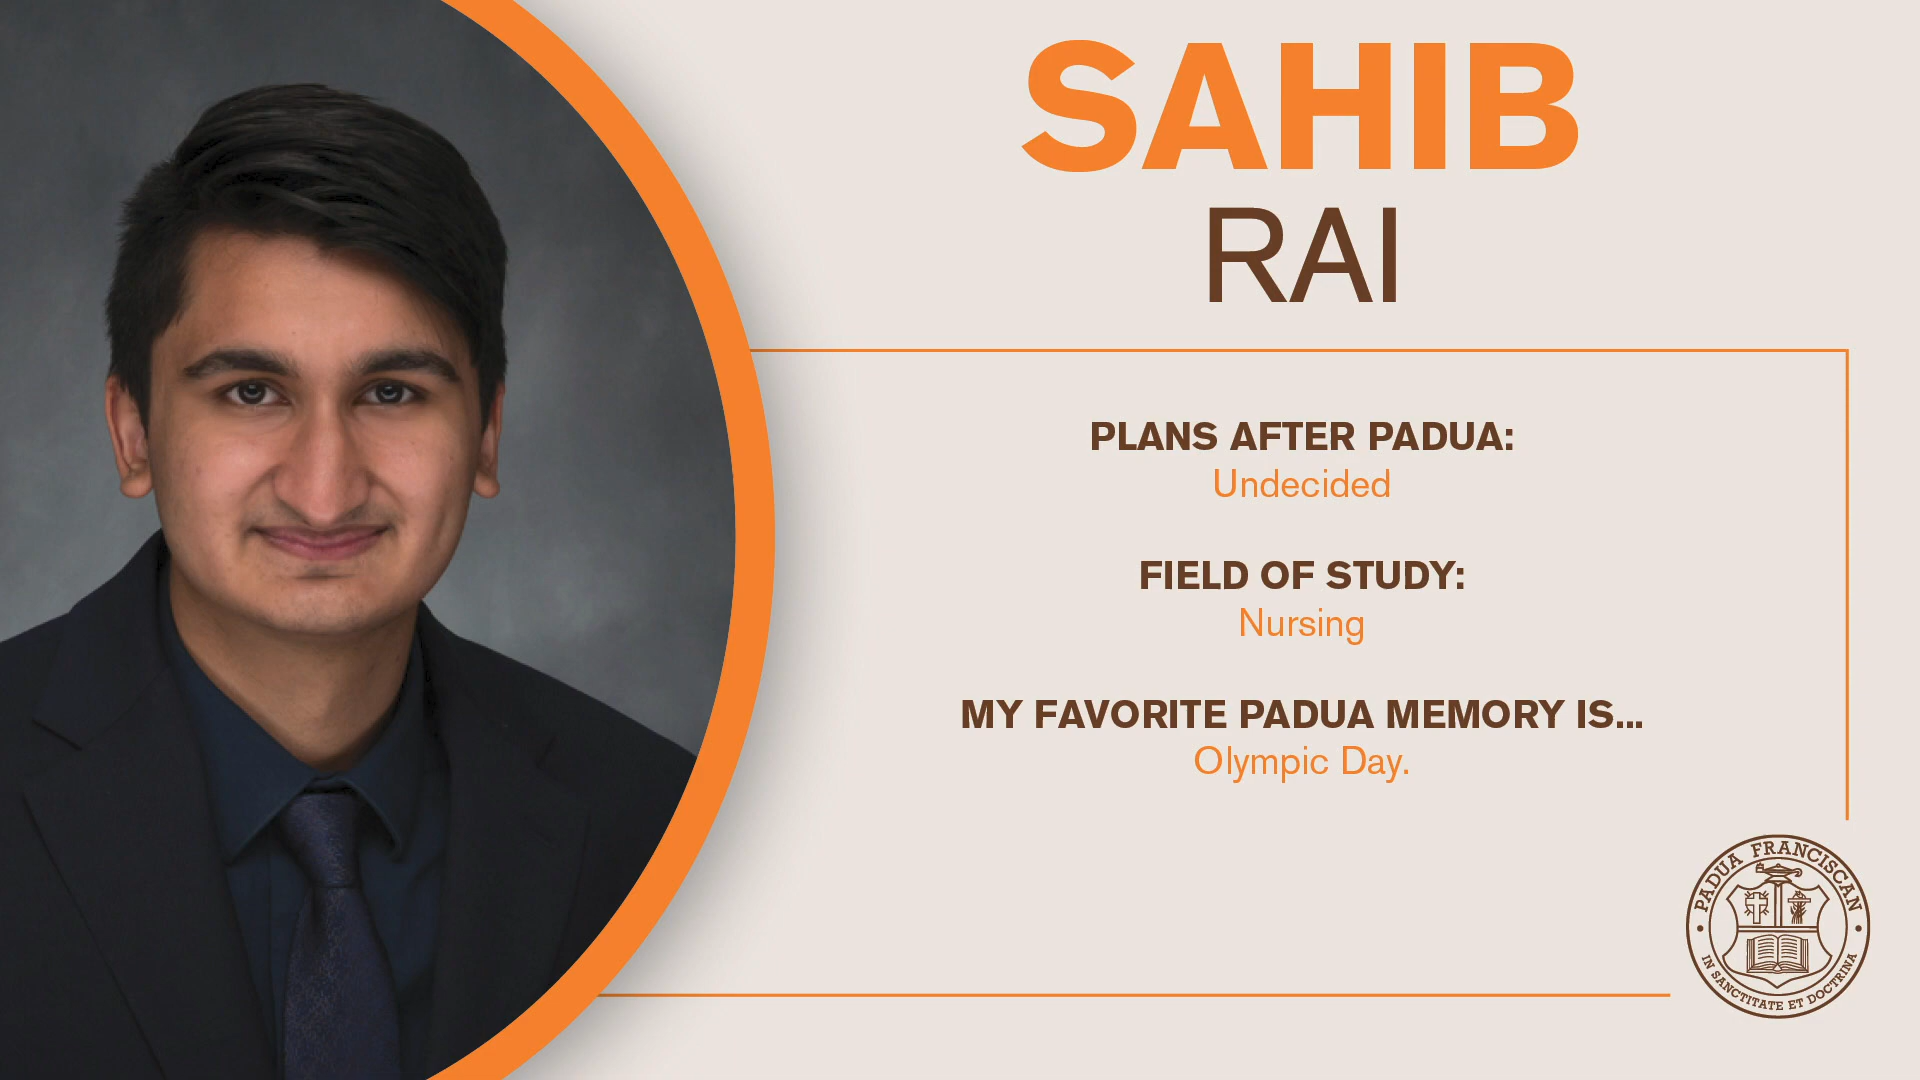 SAHIB
RAI
PLANS AFTER PADUA:
Undecided
FIELD OF STUDY:
Nursing
MY FAVORITE PADUA MEMORY IS...
Olympic Day.
PADUA FRANCISCAN
IN SANCTITATE ET DOCTRINA